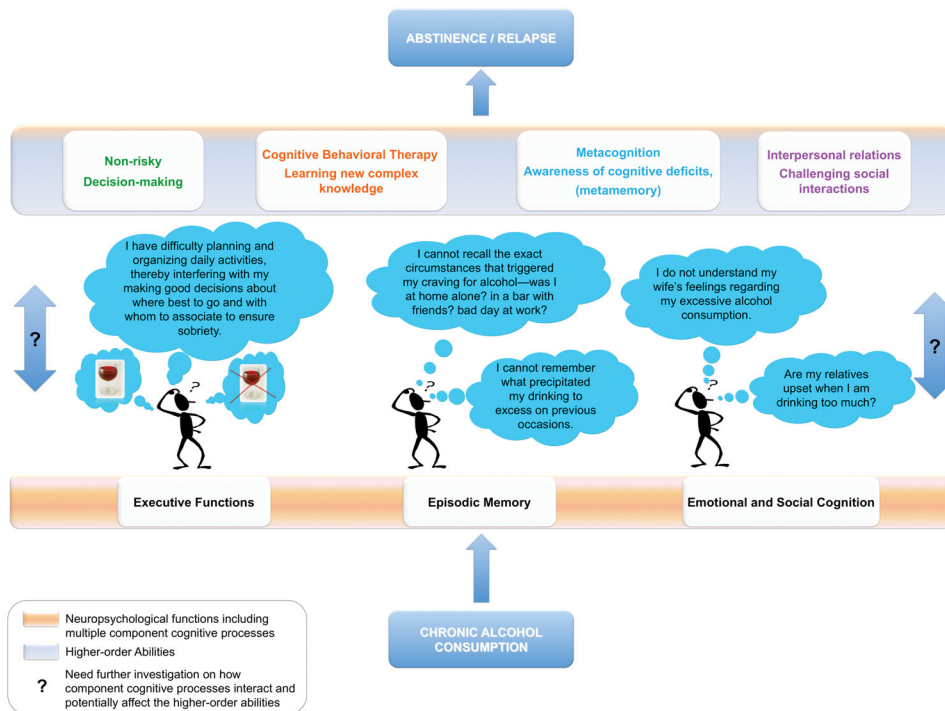 ABSTINENCE / RELAPSE
Non-risky
Decision-making
Cognitive Behavioral Therapy
Learning new complex
knowledge
Metacognition
Awareness of cognitive deficits,
(metamemory)
Interpersonal relations
Challenging social
interactions
I have difficulty planning and
organizing daily activities,
thereby interfering with my
making good decisions about
where best to go and with
whom to associate to ensure
sobriety.
I cannot recall the exact
circumstances that triggered
my craving for alcohol—was I
at home alone? in a bar with
friends? bad day at work?
I do not understand my
wife's feelings regarding
my excessive alcohol
consumption.
?
?
I cannot remember
what precipitated
my drinking to
excess on previous
occasions.
Are my relatives
upset when I am
drinking too much?
?
?
?
Executive Functions
Episodic Memory
Emotional and Social Cognition
CHRONIC ALCOHOL
CONSUMPTION
Neuropsychological functions including
multiple component cognitive processes
Higher-order Abilities
? Need further investigation on how
component cognitive processes interact and
potentially affect the higher-order abilities